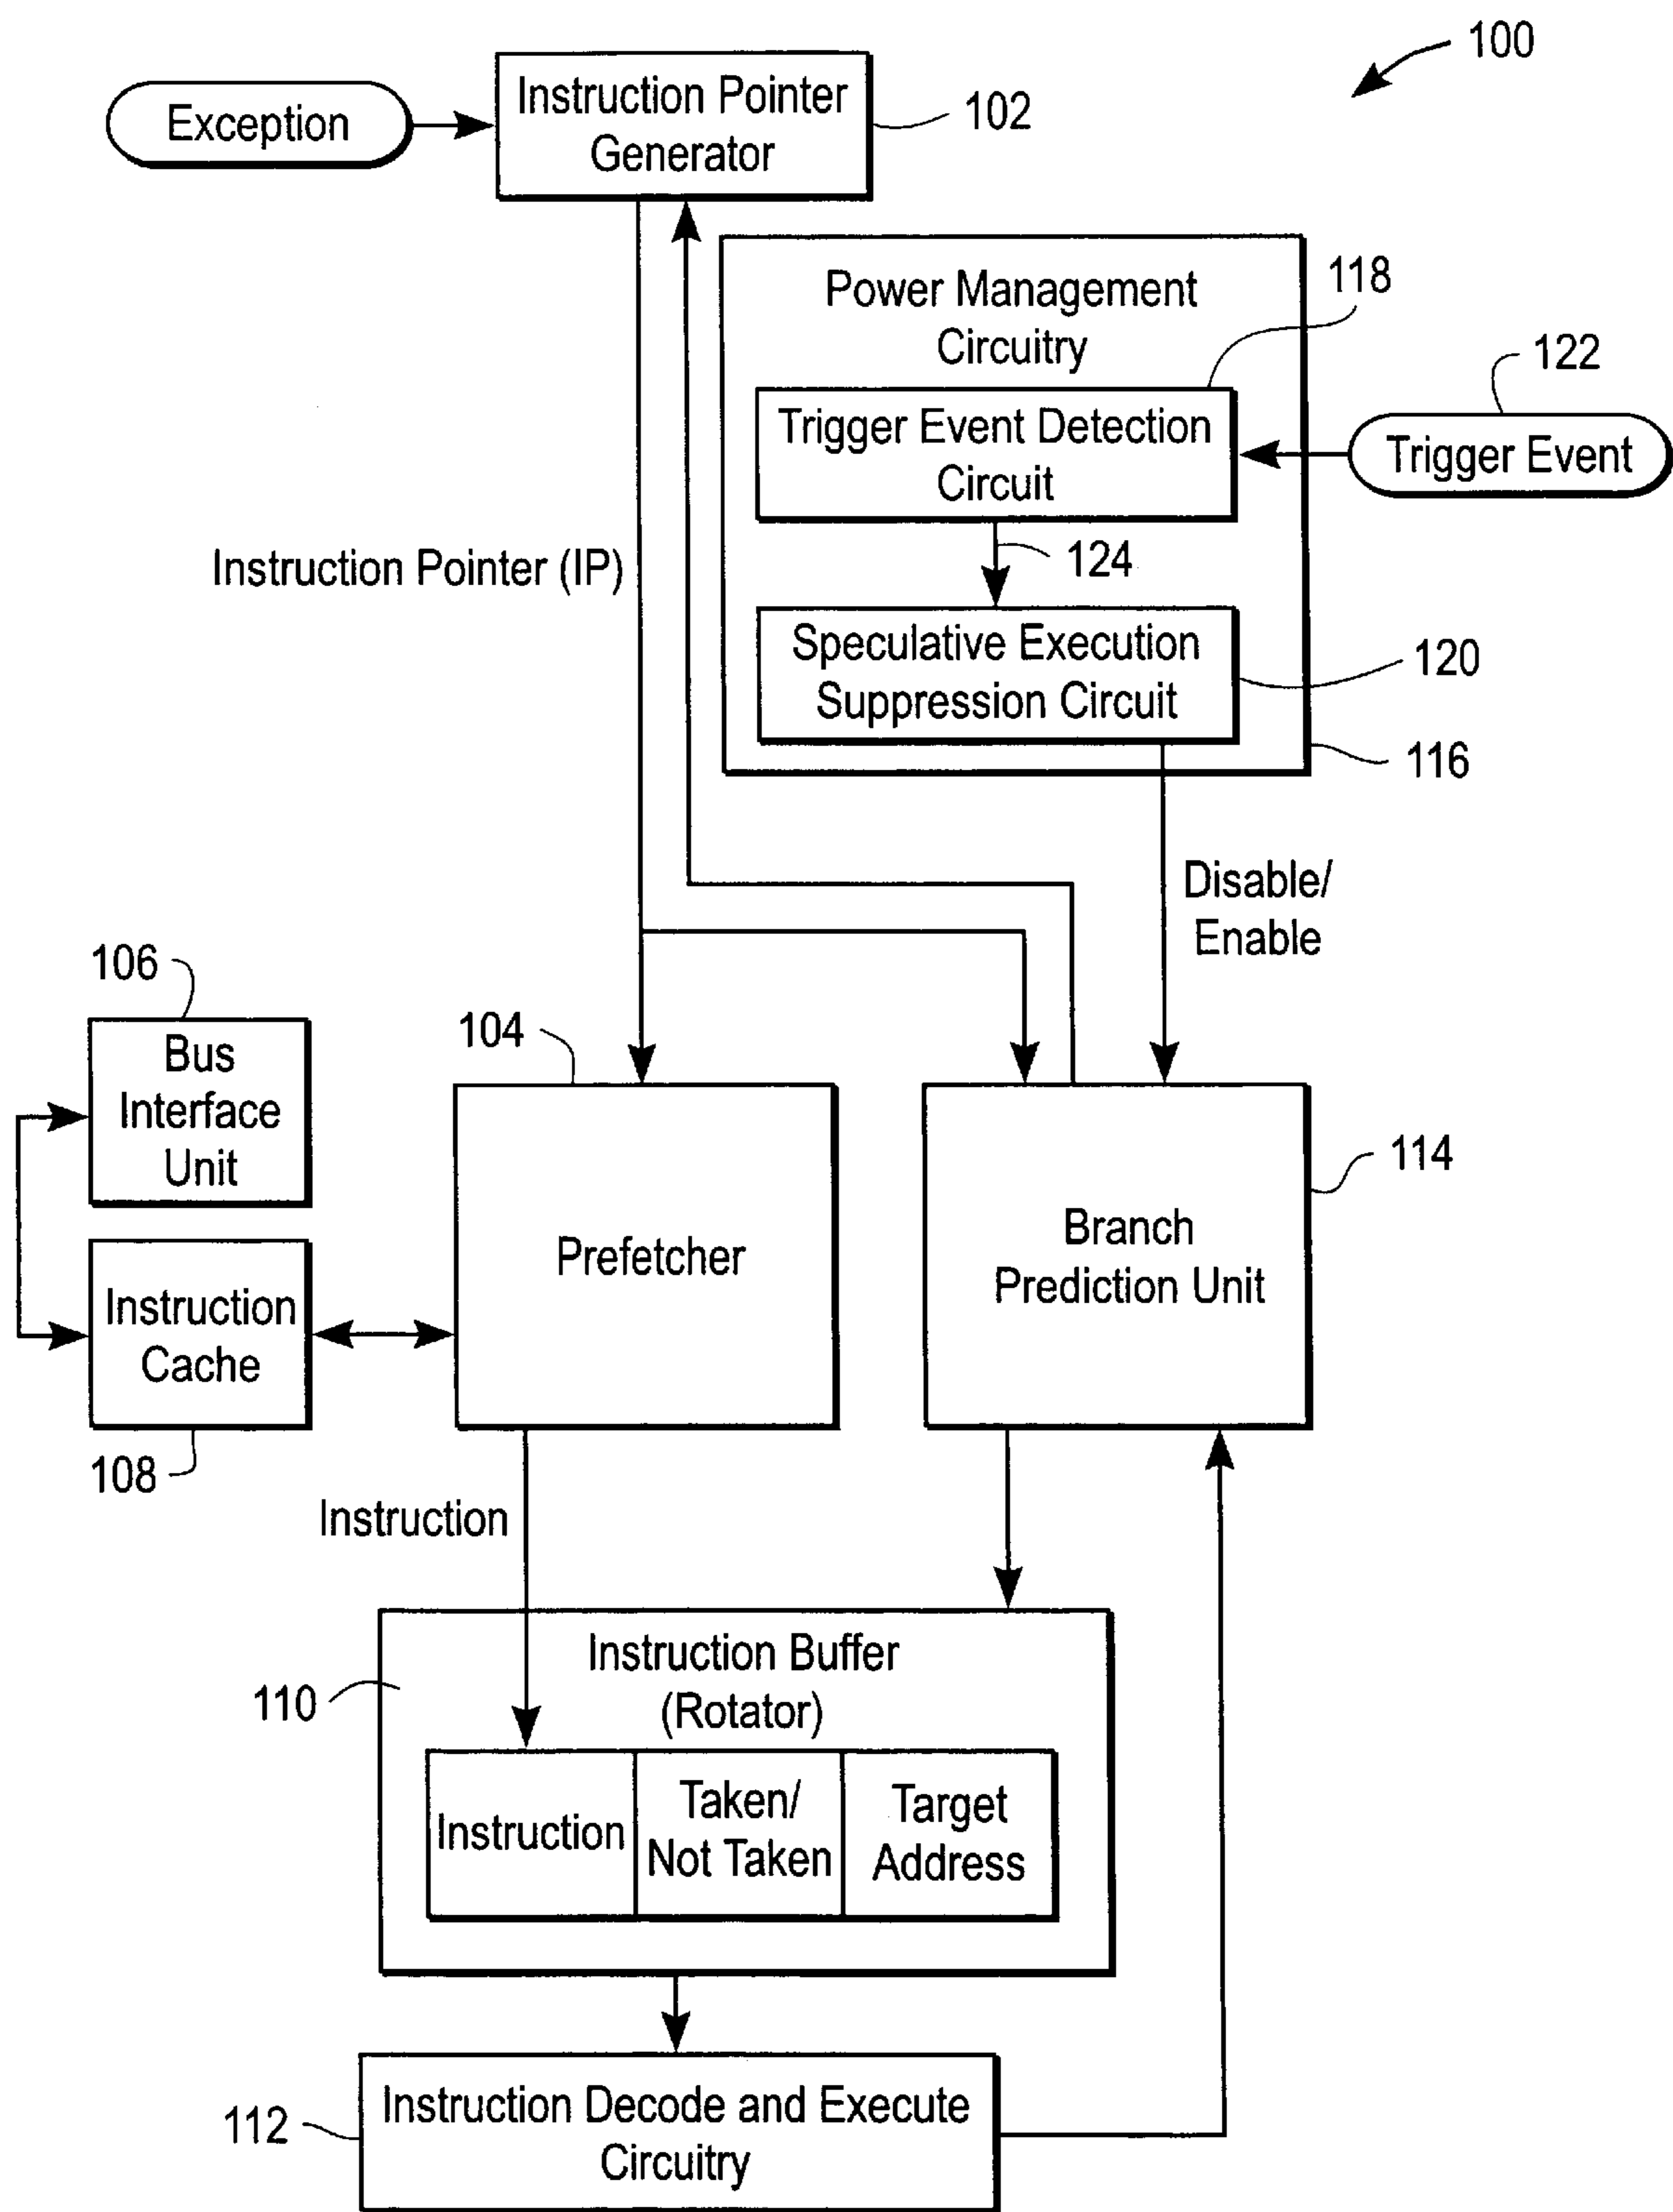 100
Exception
Instruction Pointer
Generator
102
Power Management
Circuitry
118
122
Trigger Event Detection
Circuit
Trigger Event
124
Instruction Pointer (IP)
Speculative Execution
Suppression Circuit
120
116
Disable/
Enable
106
Bus
Interface
Unit
104
114
Prefetcher
Branch
Prediction Unit
Instruction
Cache
108
Instruction
Instruction Buffer
(Rotator)
110
Instruction
Taken/
Not Taken
Target
Address
Instruction Decode and Execute
Circuitry
112